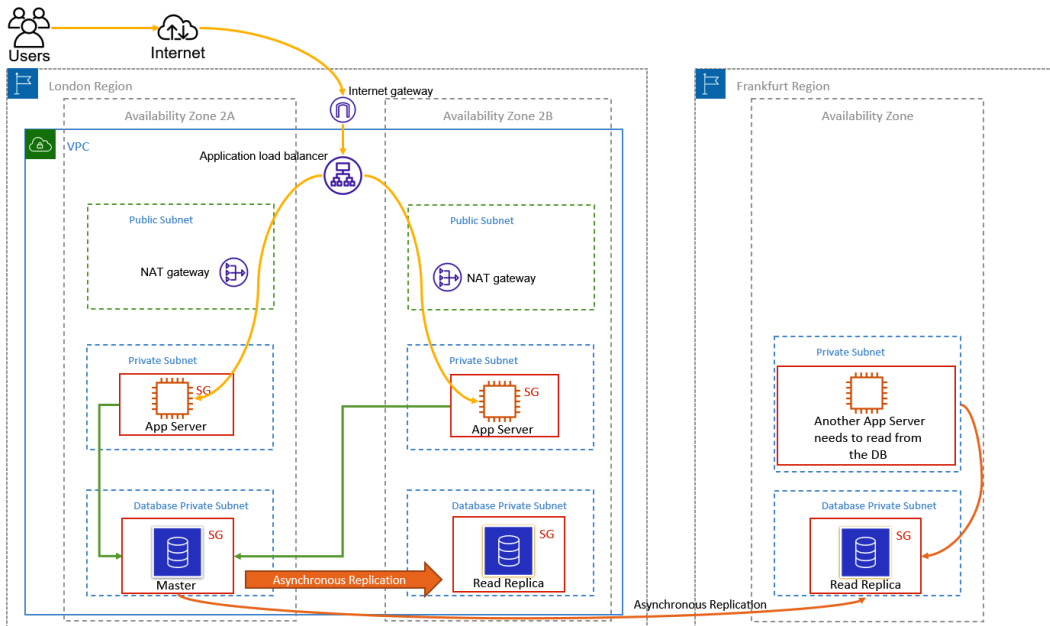 Users
Internet
London Region
Internet gateway
Frankfurt Region
Availability Zone 2A
Availability Zone 2B
Availability Zone
VPC
Application load balancer
Public Subnet
Public Subnet
NAT gateway
NAT gateway
Private Subnet
Private Subnet
Private Subnet
SG
App Server
SG
App Server
Another App Server
needs to read from
the DB
Database Private Subnet
Database Private Subnet
Database Private Subnet
SG
Master
SG
Read Replica
SG
Read Replica
Asynchronous Replication
Asynchronous Replication